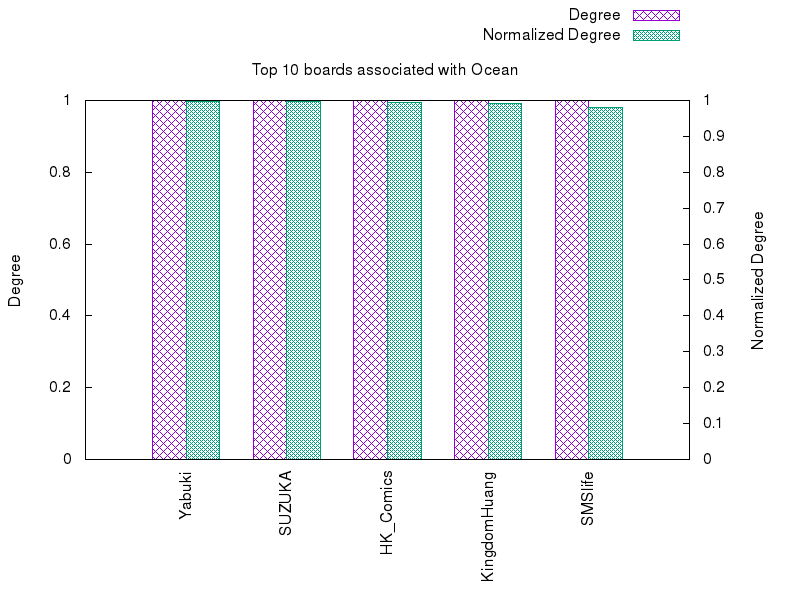 Degree
Normalized Degree
Top 10 boards associated with Ocean
1
0.8
0.6
0.4
0.2
0
1
0.9
0.8
0.7
0.6
0.5
0.4
0.3
0.2
0.1
0
Degree
Normalized Degree
Yabuki
SUZUKA
HK_Comics
KingdomHuang
SMSlife